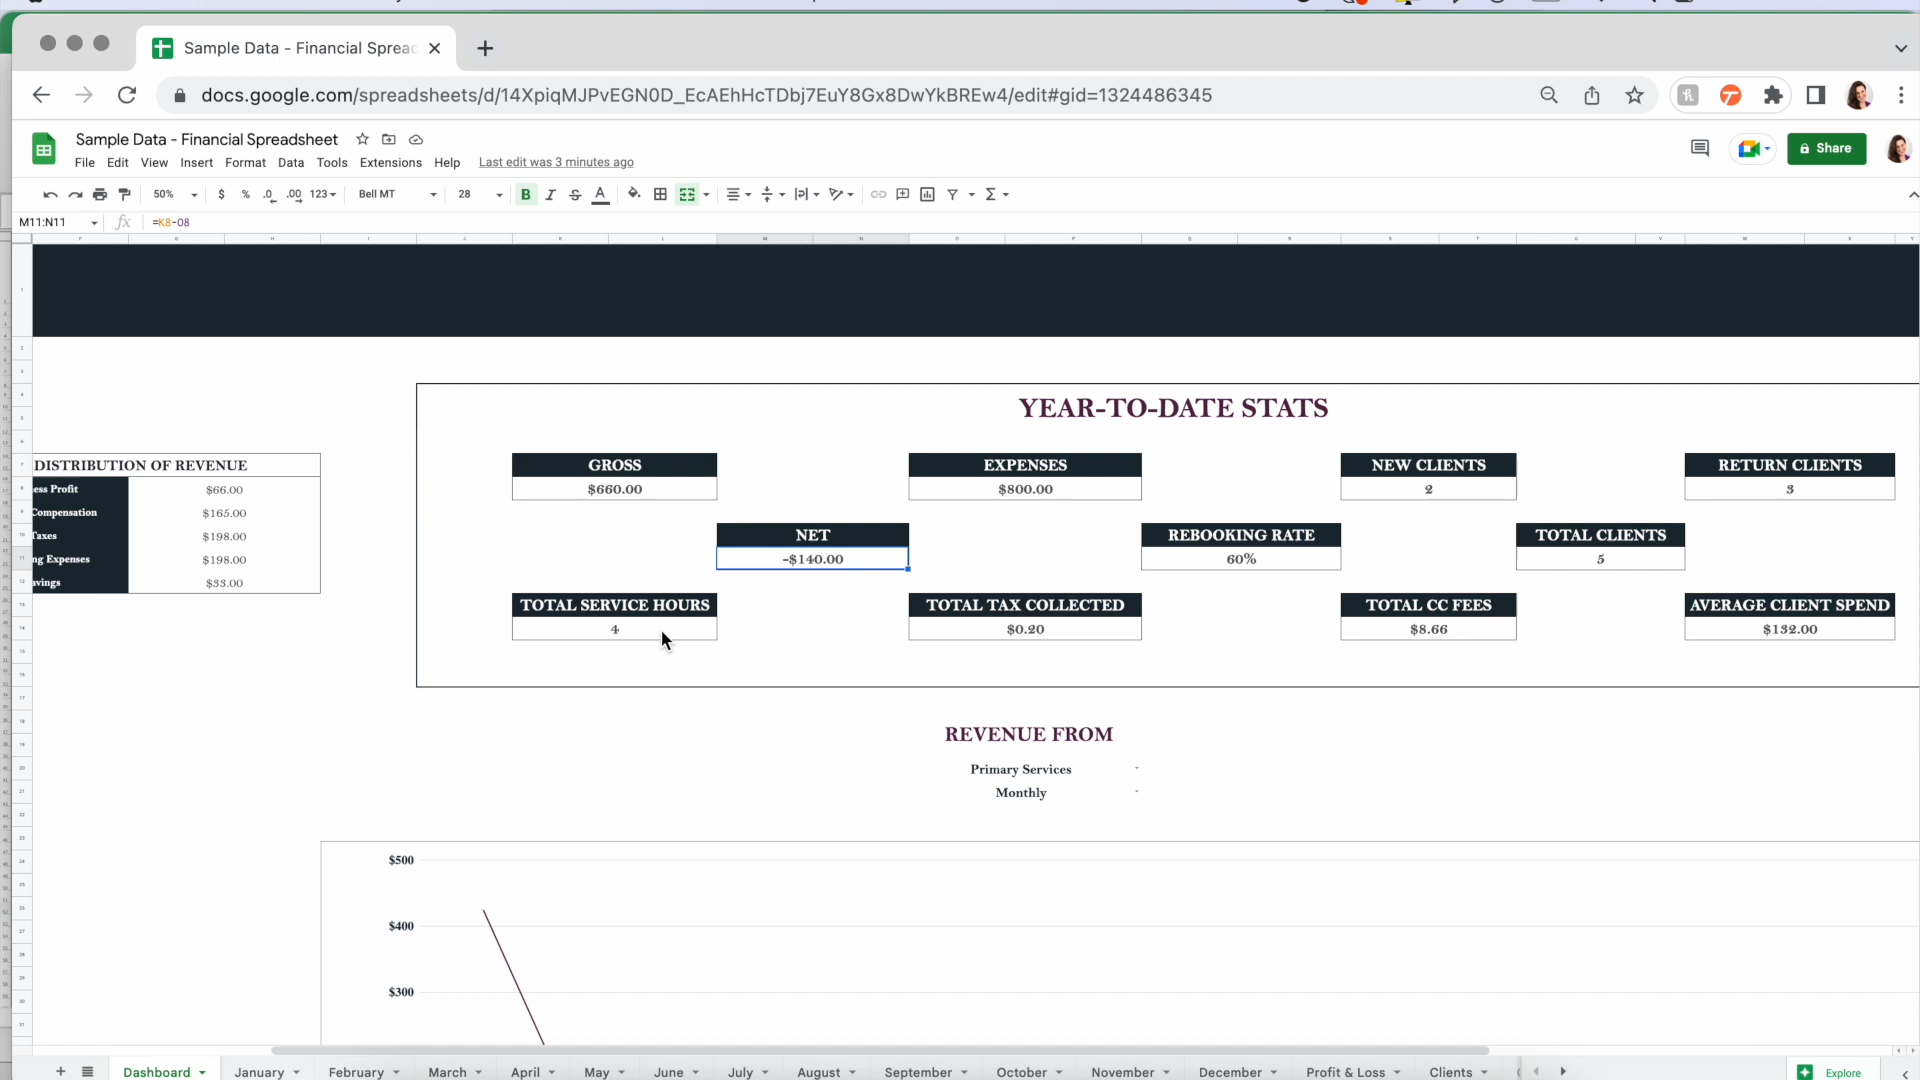 Sample Data - Financial Spreac
docs.google.com/spreadsheets/d/14XpiqMJPvEGN0D_EcAEhHcTDbj7EuY8Gx8DwYkBREw4/edit#gid=1324486345
Sample Data - Financial Spreadsheet
File Edit View Insert Format Data Tools Extensions Help Last edit was 3 minutes ago
Share
50% $ % .0 .00 123 Bell MT 28 B I S A
M11:N11 fx =K8-O8
YEAR-TO-DATE STATS
DISTRIBUTION OF REVENUE GROSS EXPENSES NEW CLIENTS RETURN CLIENTS
ess Profit $66.00 $660.00 $800.00 2 3
Compensation $165.00
Taxes $198.00 NET REBOOKING RATE TOTAL CLIENTS
ng Expenses $198.00 -$140.00 60% 5
avings $33.00
TOTAL SERVICE HOURS TOTAL TAX COLLECTED TOTAL CC FEES AVERAGE CLIENT SPEND
4 $0.20 $8.66 $132.00
REVENUE FROM
Primary Services
Monthly
$500
$400
$300
Dashboard January February March April May June July August September October November December Profit & Loss Clients Explore